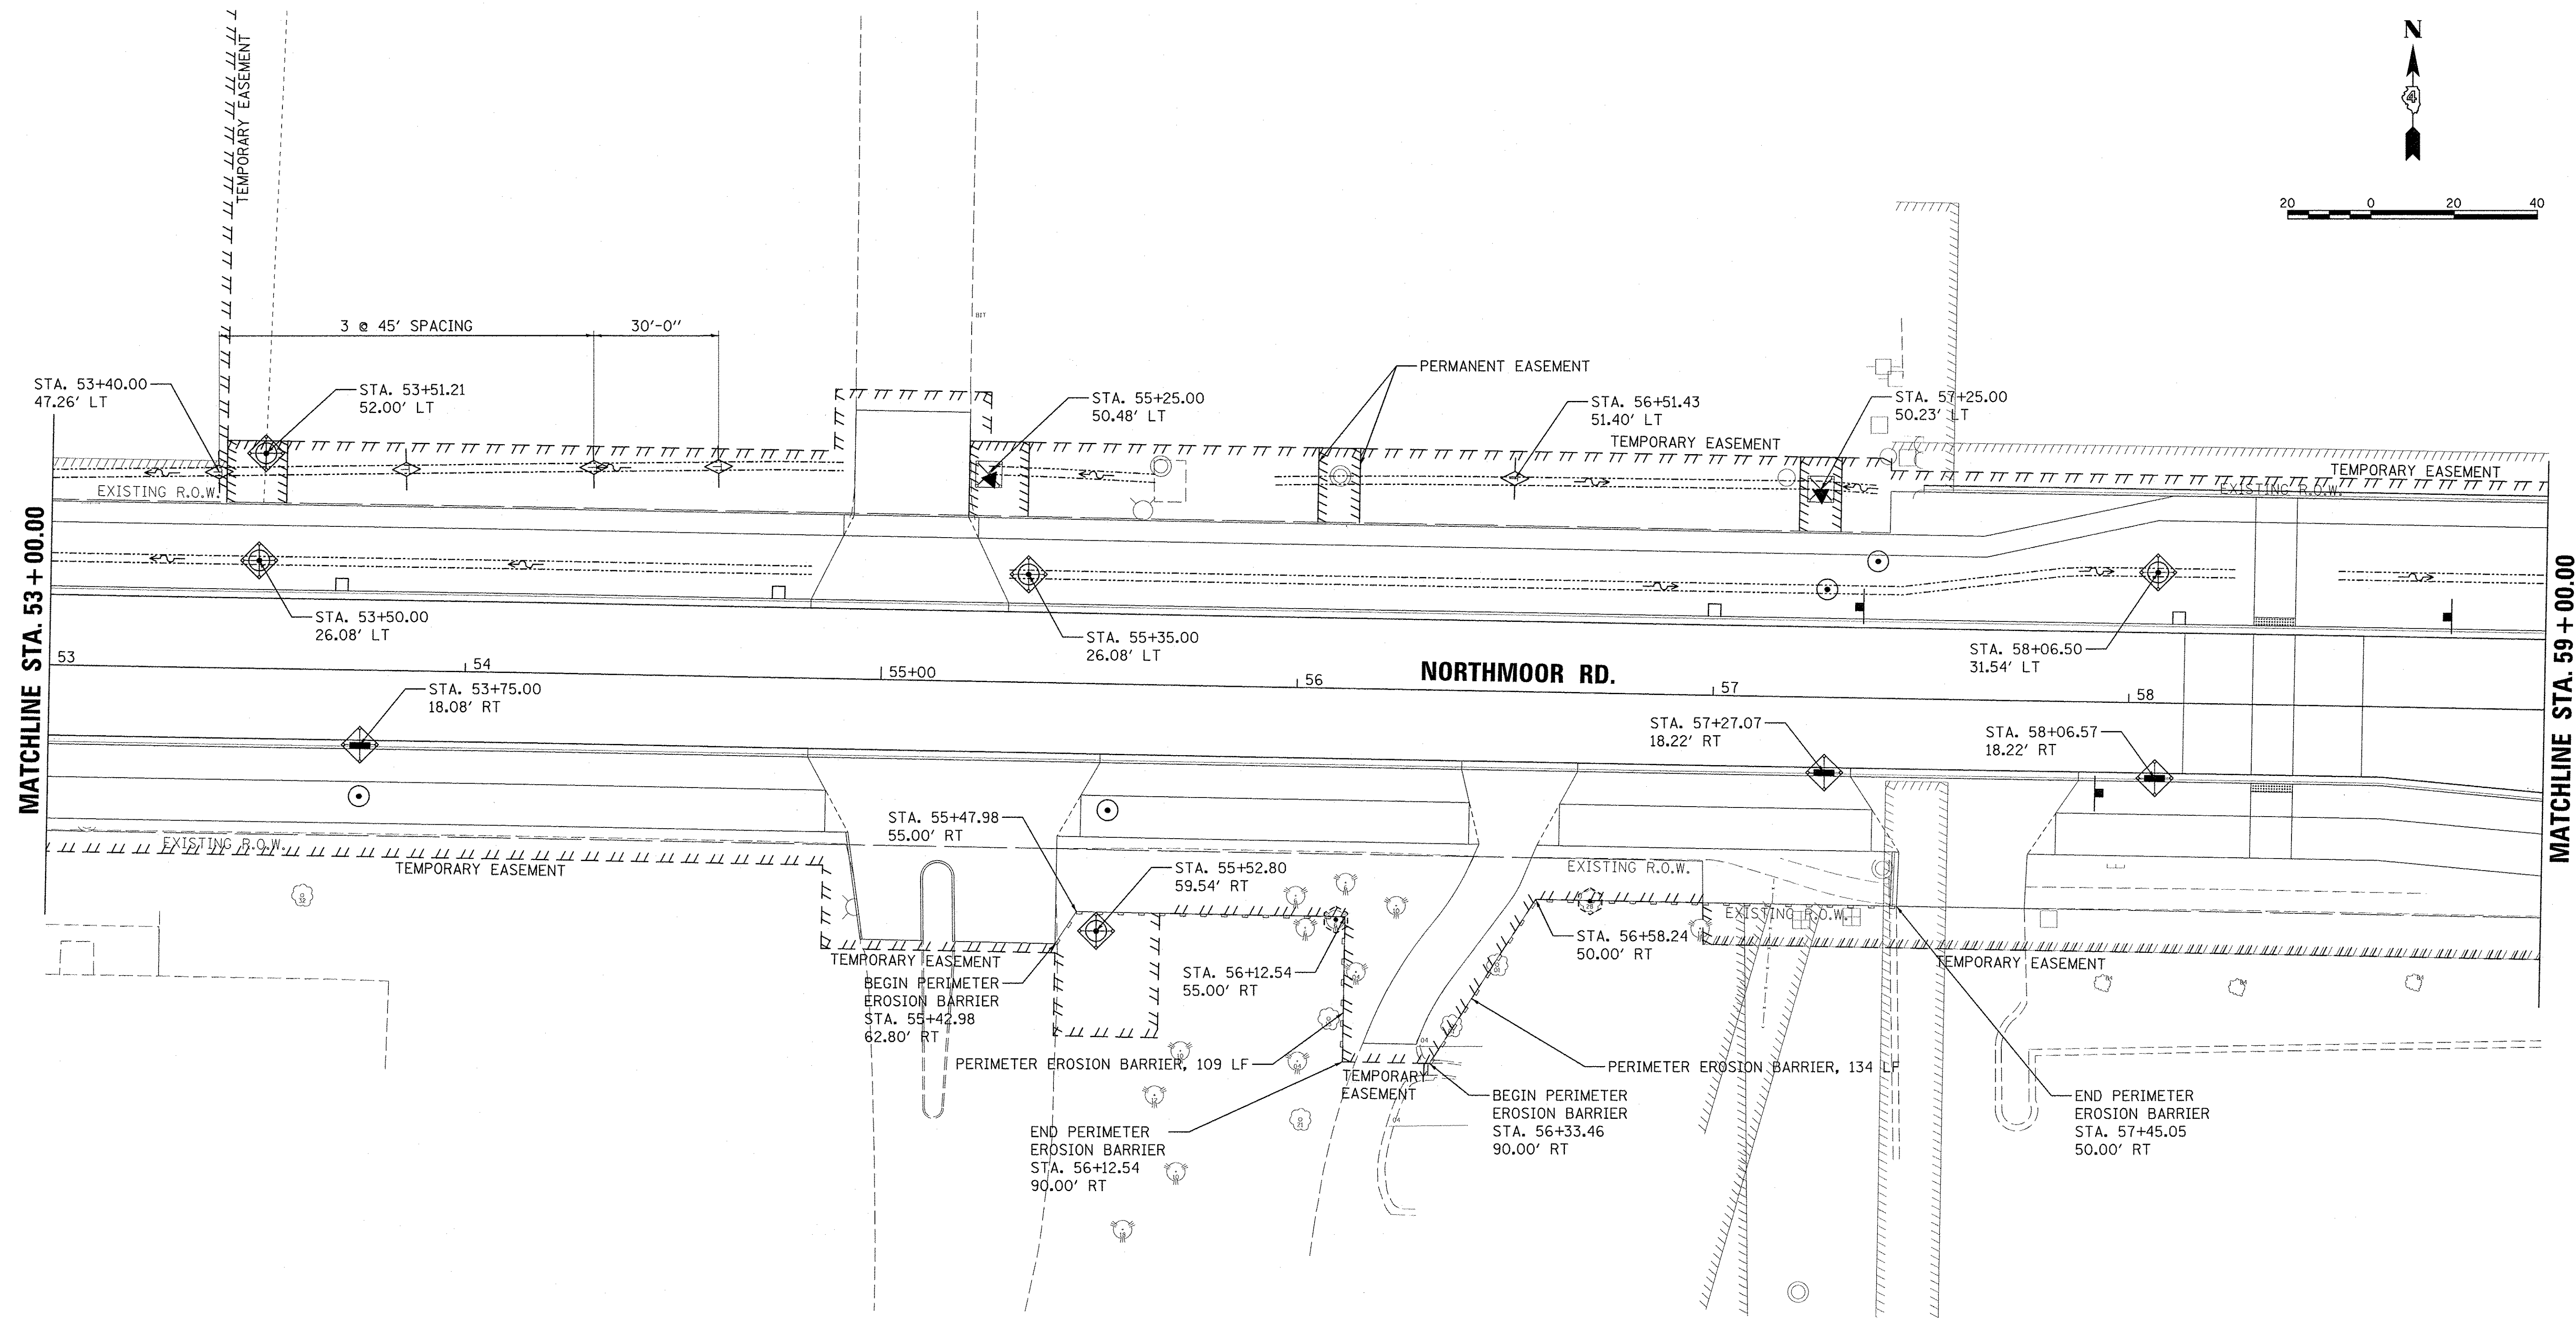 N
4
20 0 20 40
TEMPORARY EASEMENT
3 @ 45' SPACING
30'-0"
BIT
PERMANENT EASEMENT
STA. 53+40.00
47.26' LT
STA. 53+51.21
52.00' LT
STA. 55+25.00
50.48' LT
STA. 56+51.43
51.40' LT
STA. 57+25.00
50.23' LT
TEMPORARY EASEMENT
TEMPORARY EASEMENT
EXISTING R.O.W.
EXISTING R.O.W.
MATCHLINE STA. 53+00.00
MATCHLINE STA. 59+00.00
STA. 53+50.00
26.08' LT
STA. 55+35.00
26.08' LT
STA. 58+06.50
31.54' LT
53
54
55+00
56
NORTHMOOR RD.
57
58
STA. 53+75.00
18.08' RT
STA. 57+27.07
18.22' RT
STA. 58+06.57
18.22' RT
STA. 55+47.98
55.00' RT
EXISTING R.O.W.
TEMPORARY EASEMENT
STA. 55+52.80
59.54' RT
EXISTING R.O.W.
EXISTING R.O.W.
32
28
STA. 56+58.24
50.00' RT
TEMPORARY EASEMENT
TEMPORARY EASEMENT
STA. 56+12.54
55.00' RT
BEGIN PERIMETER
EROSION BARRIER
STA. 55+42.98
62.80' RT
PERIMETER EROSION BARRIER, 109 LF
PERIMETER EROSION BARRIER, 134 LF
TEMPORARY
EASEMENT
BEGIN PERIMETER
EROSION BARRIER
STA. 56+33.46
90.00' RT
END PERIMETER
EROSION BARRIER
STA. 57+45.05
50.00' RT
END PERIMETER
EROSION BARRIER
STA. 56+12.54
90.00' RT
04
04
12
21
10
18